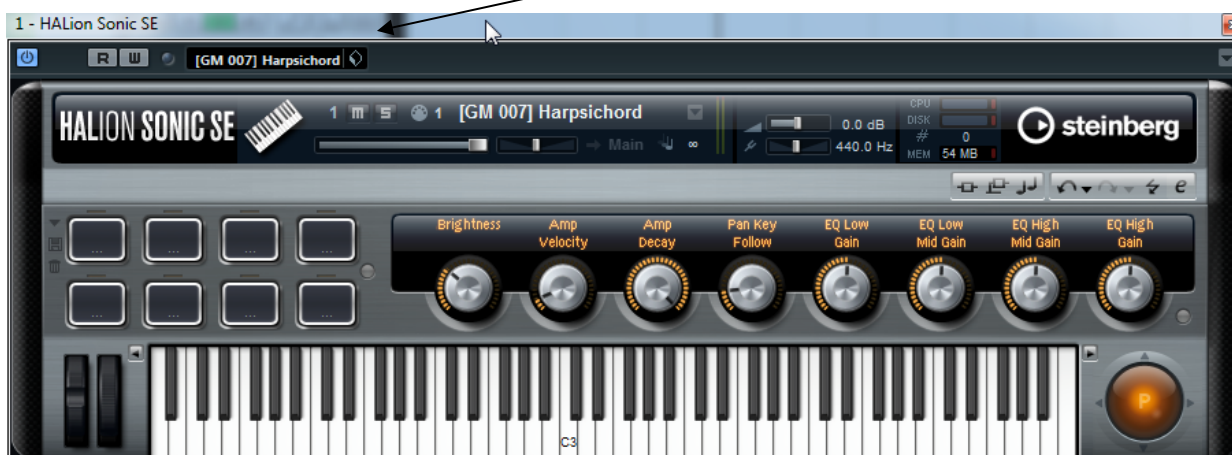 1 - HALion Sonic SE
R W [GM 007] Harpsichord
HALION SONIC SE
1 m s 1 [GM 007] Harpsichord
Main ∞
0.0 dB
440.0 Hz
CPU
DISK
# 0
MEM 54 MB
steinberg
e
Brightness
Amp Velocity
Amp Decay
Pan Key Follow
EQ Low Gain
EQ Low Mid Gain
EQ High Mid Gain
EQ High Gain
... ... ... ...
... ... ... ...
C3
P